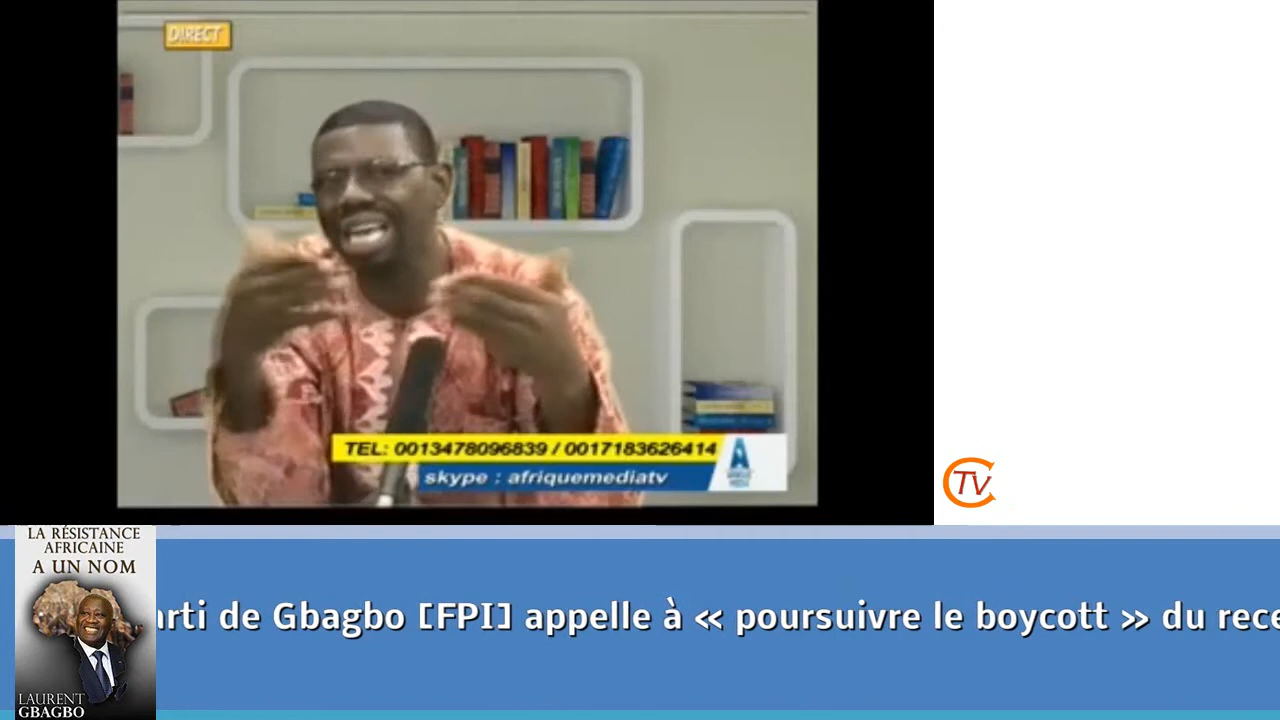 DIRECT
TEL: 0013478096839 / 0017183626414
skype : afriquemediatv
TV
LA RÉSISTANCE
AFRICAINE
A UN NOM
arti de Gbagbo [FPI] appelle à « poursuivre le boycott » du rece
LAURENT
GBAGBO